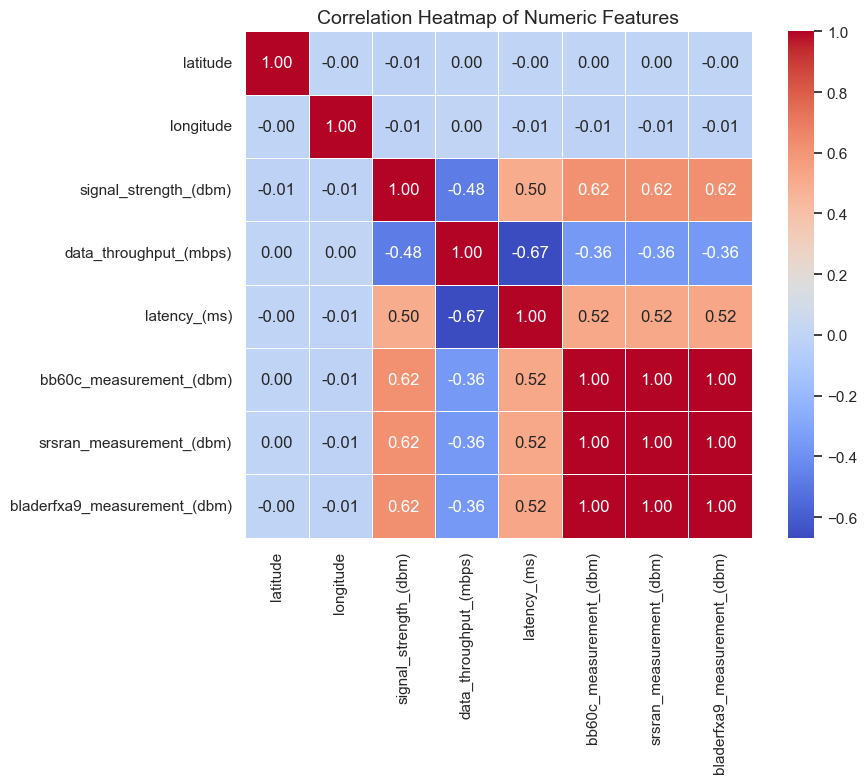 Correlation Heatmap of Numeric Features
latitude 1.00 -0.00 -0.01 0.00 -0.00 0.00 0.00 -0.00
longitude -0.00 1.00 -0.01 0.00 -0.01 -0.01 -0.01 -0.01
signal_strength_(dbm) -0.01 -0.01 1.00 -0.48 0.50 0.62 0.62 0.62
data_throughput_(mbps) 0.00 0.00 -0.48 1.00 -0.67 -0.36 -0.36 -0.36
latency_(ms) -0.00 -0.01 0.50 -0.67 1.00 0.52 0.52 0.52
bb60c_measurement_(dbm) 0.00 -0.01 0.62 -0.36 0.52 1.00 1.00 1.00
srsran_measurement_(dbm) 0.00 -0.01 0.62 -0.36 0.52 1.00 1.00 1.00
bladerfxa9_measurement_(dbm) -0.00 -0.01 0.62 -0.36 0.52 1.00 1.00 1.00
latitude
longitude
signal_strength_(dbm)
data_throughput_(mbps)
latency_(ms)
bb60c_measurement_(dbm)
srsran_measurement_(dbm)
bladerfxa9_measurement_(dbm)
1.0
0.8
0.6
0.4
0.2
0.0
−0.2
−0.4
−0.6